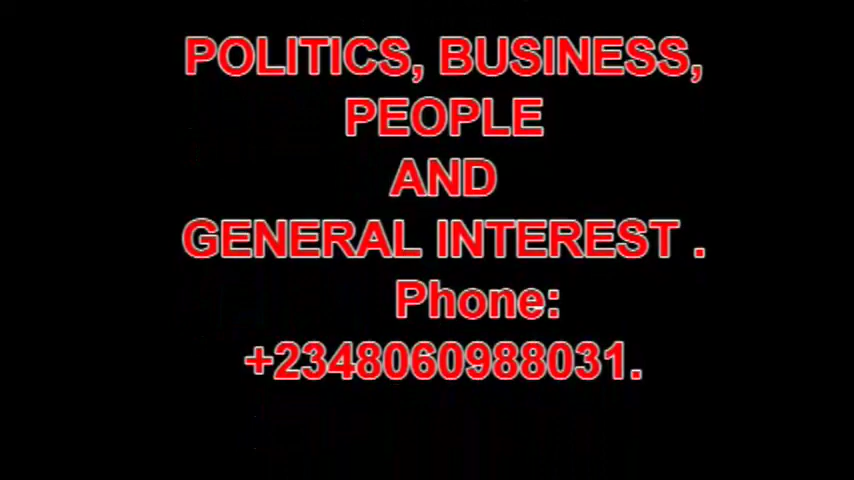 POLITICS, BUSINESS,
PEOPLE
AND
GENERAL INTEREST .
Phone:
+2348060988031.